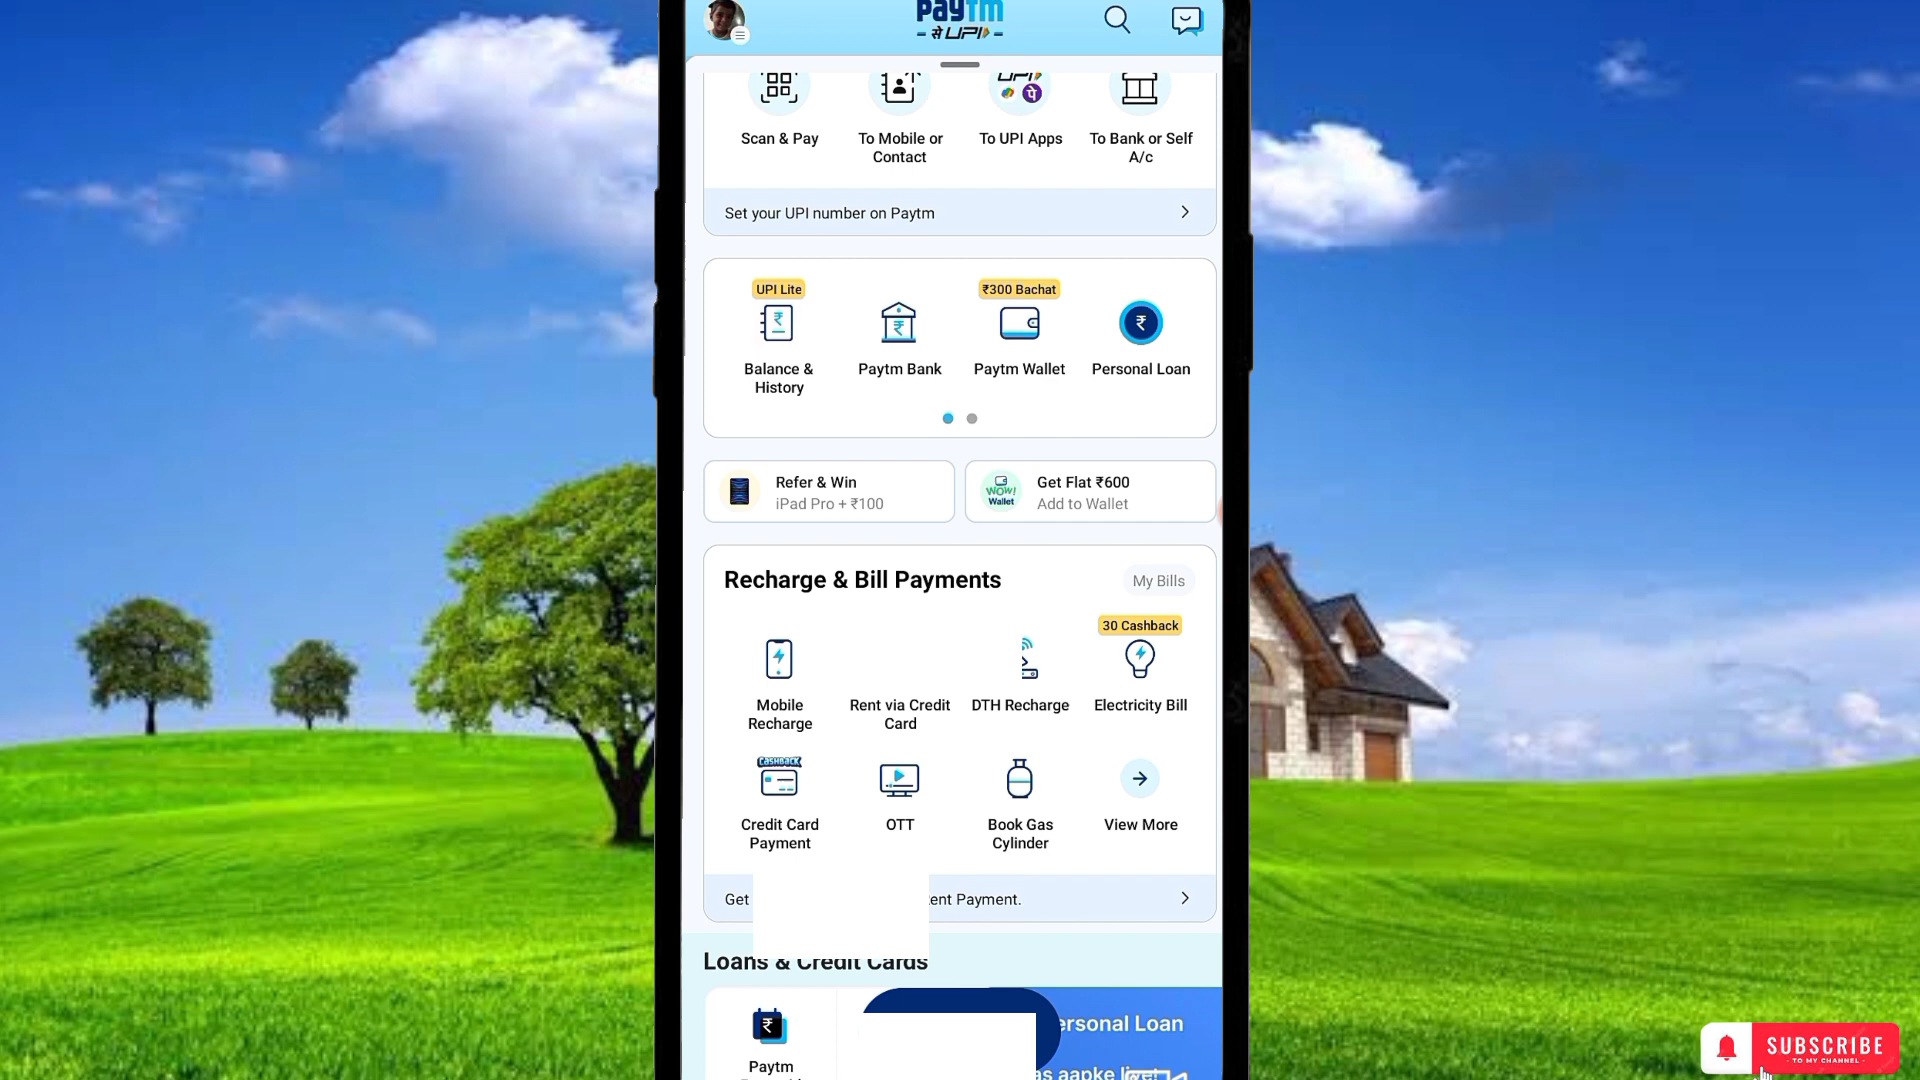 paytm
से UPI
UPI
पे
Scan & Pay
To Mobile or
Contact
To UPI Apps
To Bank or Self
A/c
Set your UPI number on Paytm
UPI Lite
₹300 Bachat
₹
₹
₹
Balance &
History
Paytm Bank
Paytm Wallet
Personal Loan
Refer & Win
iPad Pro + ₹100
WOW!
Wallet
Get Flat ₹600
Add to Wallet
Recharge & Bill Payments
My Bills
30 Cashback
Mobile
Recharge
Rent via Credit
Card
DTH Recharge
Electricity Bill
CASHBACK
Credit Card
Payment
OTT
Book Gas
Cylinder
View More
Get
ent Payment.
Loans & Credit Cards
₹
Paytm
ersonal Loan
as aapke liye!
SUBSCRIBE
- TO MY CHANNEL -